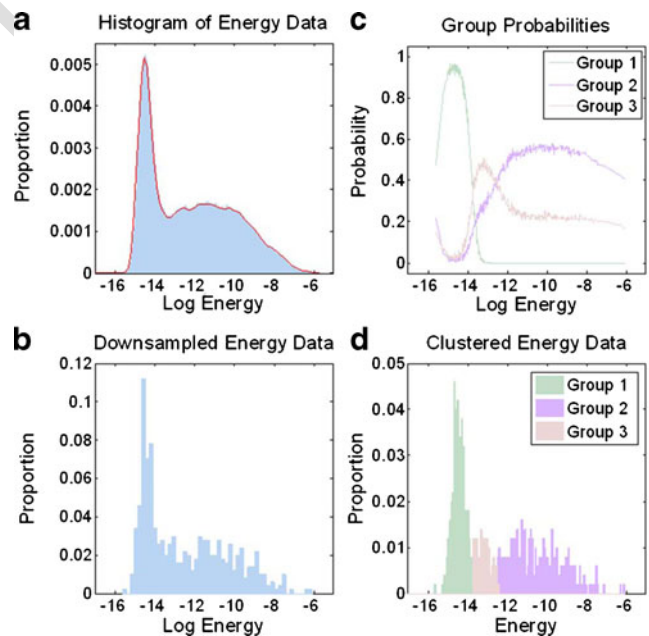 a
Histogram of Energy Data
Proportion
0.005
0.004
0.003
0.002
0.001
0
-16 -14 -12 -10 -8 -6
Log Energy
c
Group Probabilities
Probability
1
0.8
0.6
0.4
0.2
0
Group 1
Group 2
Group 3
-16 -14 -12 -10 -8 -6
Log Energy
b
Downsampled Energy Data
Proportion
0.12
0.1
0.08
0.06
0.04
0.02
0
-16 -14 -12 -10 -8 -6
Log Energy
d
Clustered Energy Data
Proportion
0.05
0.04
0.03
0.02
0.01
0
Group 1
Group 2
Group 3
-16 -14 -12 -10 -8 -6
Energy